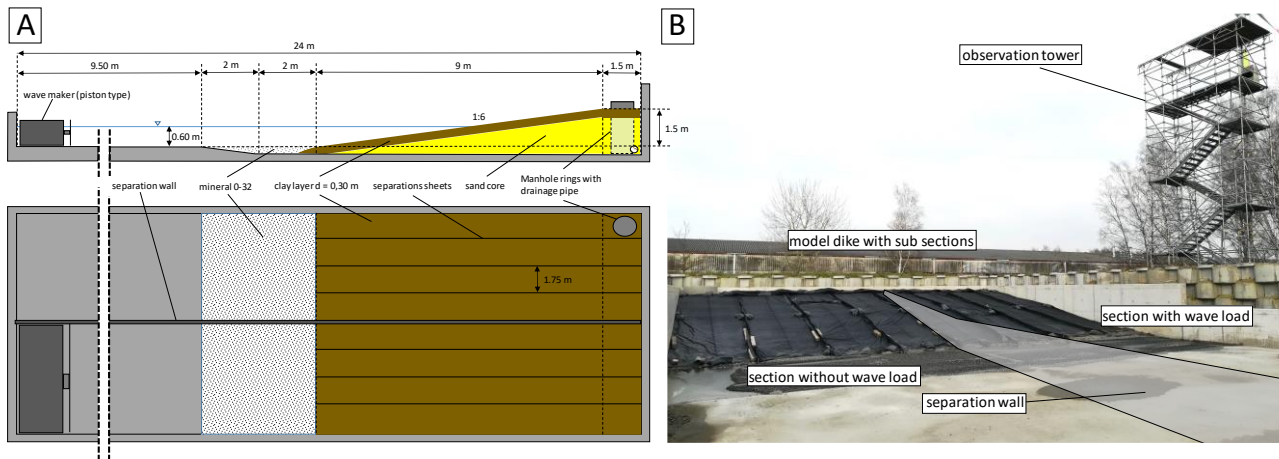 A
24 m
9.50 m
2 m
2 m
9 m
1.5 m
wave maker (piston type)
0.60 m
1:6
1.5 m
separation wall
mineral 0-32
clay layer d = 0,30 m
separations sheets
sand core
Manhole rings with
drainage pipe
1.75 m
B
observation tower
model dike with sub sections
section with wave load
section without wave load
separation wall